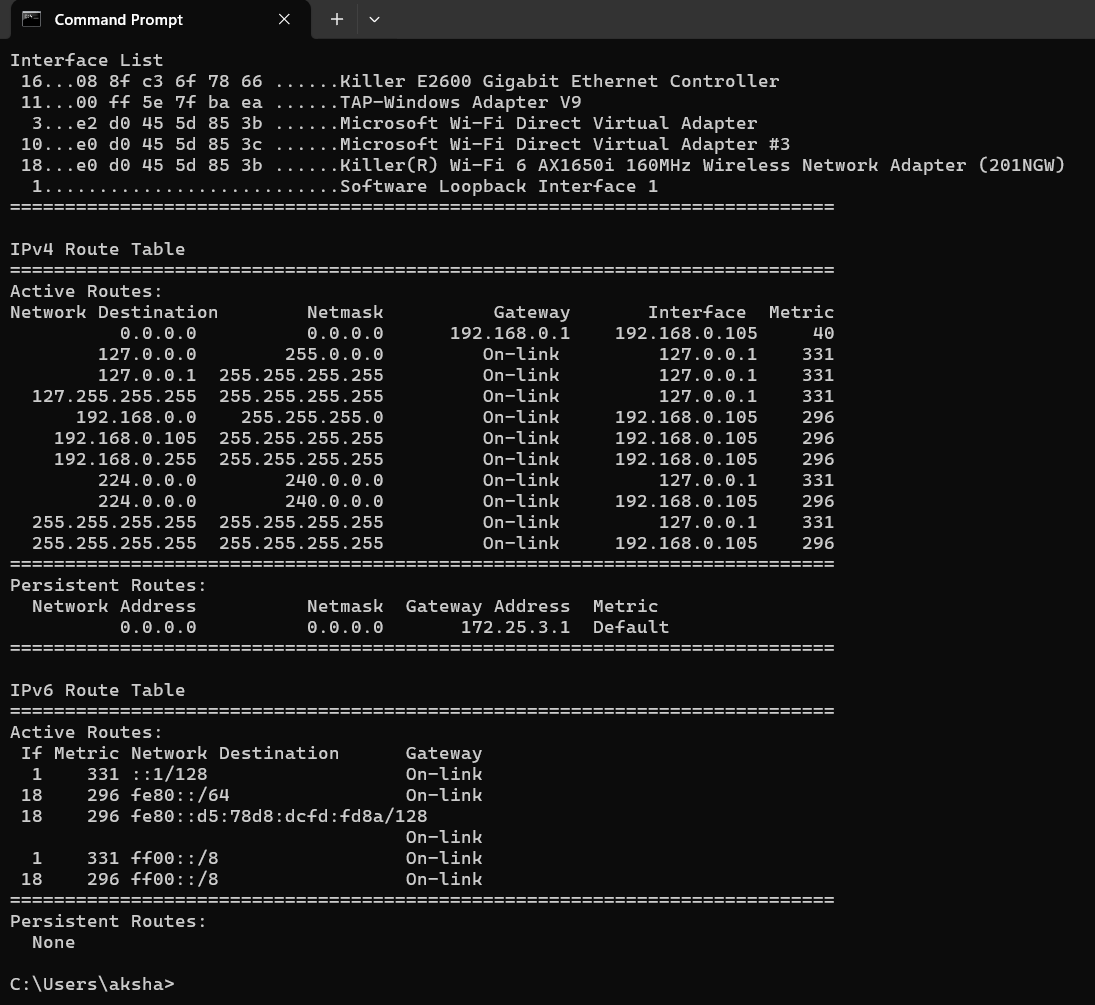 Command Prompt
Interface List
 16...08 8f c3 6f 78 66 ......Killer E2600 Gigabit Ethernet Controller
 11...00 ff 5e 7f ba ea ......TAP-Windows Adapter V9
  3...e2 d0 45 5d 85 3b ......Microsoft Wi-Fi Direct Virtual Adapter
 10...e0 d0 45 5d 85 3c ......Microsoft Wi-Fi Direct Virtual Adapter #3
 18...e0 d0 45 5d 85 3b ......Killer(R) Wi-Fi 6 AX1650i 160MHz Wireless Network Adapter (201NGW)
  1...........................Software Loopback Interface 1
===========================================================================
IPv4 Route Table
===========================================================================
Active Routes:
Network Destination        Netmask          Gateway       Interface  Metric
          0.0.0.0          0.0.0.0      192.168.0.1    192.168.0.105     40
        127.0.0.0        255.0.0.0         On-link         127.0.0.1    331
        127.0.0.1  255.255.255.255         On-link         127.0.0.1    331
  127.255.255.255  255.255.255.255         On-link         127.0.0.1    331
      192.168.0.0    255.255.255.0         On-link     192.168.0.105    296
    192.168.0.105  255.255.255.255         On-link     192.168.0.105    296
    192.168.0.255  255.255.255.255         On-link     192.168.0.105    296
        224.0.0.0        240.0.0.0         On-link         127.0.0.1    331
        224.0.0.0        240.0.0.0         On-link     192.168.0.105    296
  255.255.255.255  255.255.255.255         On-link         127.0.0.1    331
  255.255.255.255  255.255.255.255         On-link     192.168.0.105    296
===========================================================================
Persistent Routes:
  Network Address          Netmask  Gateway Address  Metric
          0.0.0.0          0.0.0.0       172.25.3.1  Default
===========================================================================
IPv6 Route Table
===========================================================================
Active Routes:
 If Metric Network Destination      Gateway
  1    331 ::1/128                  On-link
 18    296 fe80::/64                On-link
 18    296 fe80::d5:78d8:dcfd:fd8a/128
                                    On-link
  1    331 ff00::/8                 On-link
 18    296 ff00::/8                 On-link
===========================================================================
Persistent Routes:
  None
C:\Users\aksha>